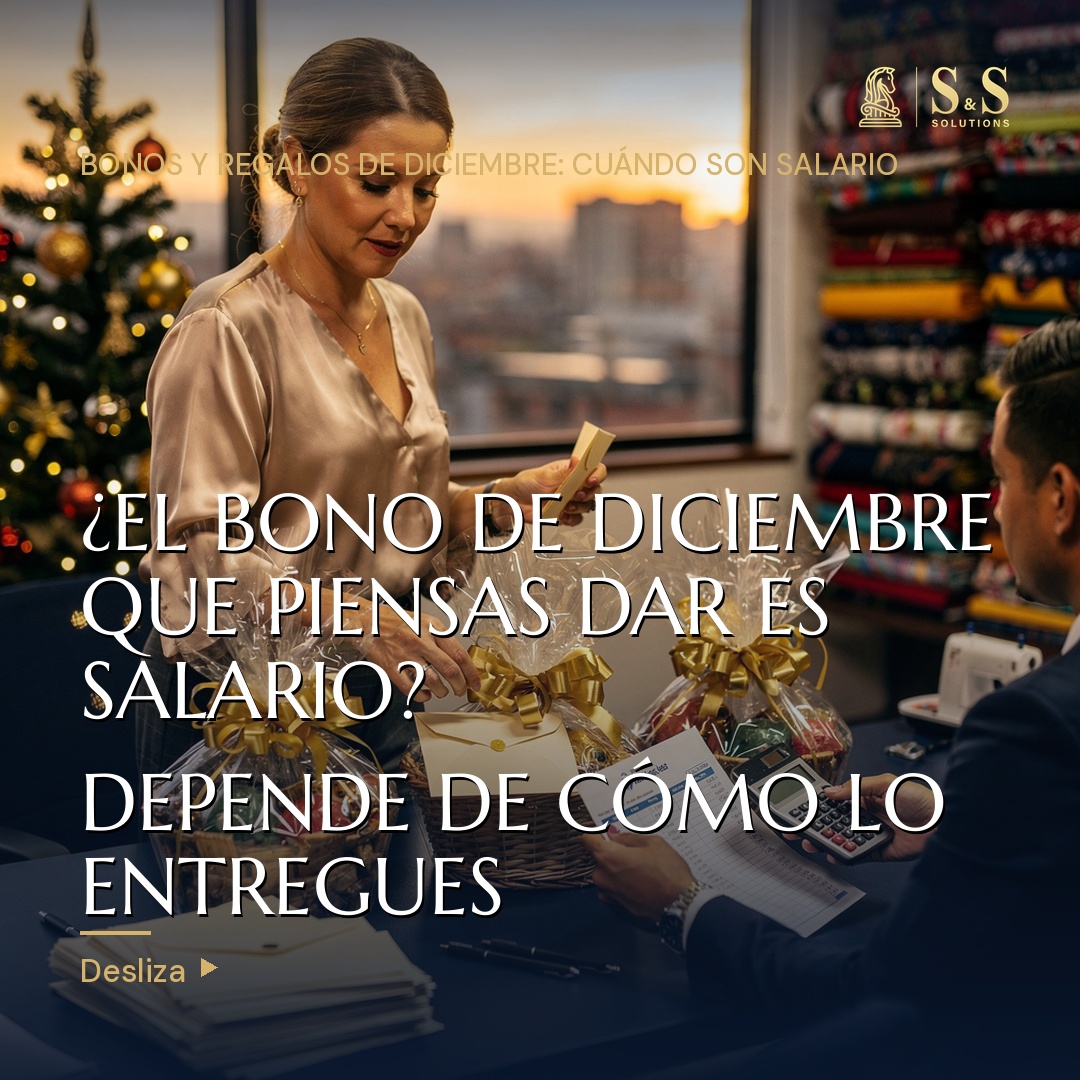 S&S
SOLUTIONS
BONOS Y REGALOS DE DICIEMBRE: CUÁNDO SON SALARIO
¿EL BONO DE DICIEMBRE
QUE PIENSAS DAR ES
SALARIO?
DEPENDE DE CÓMO LO
ENTREGUES
Desliza